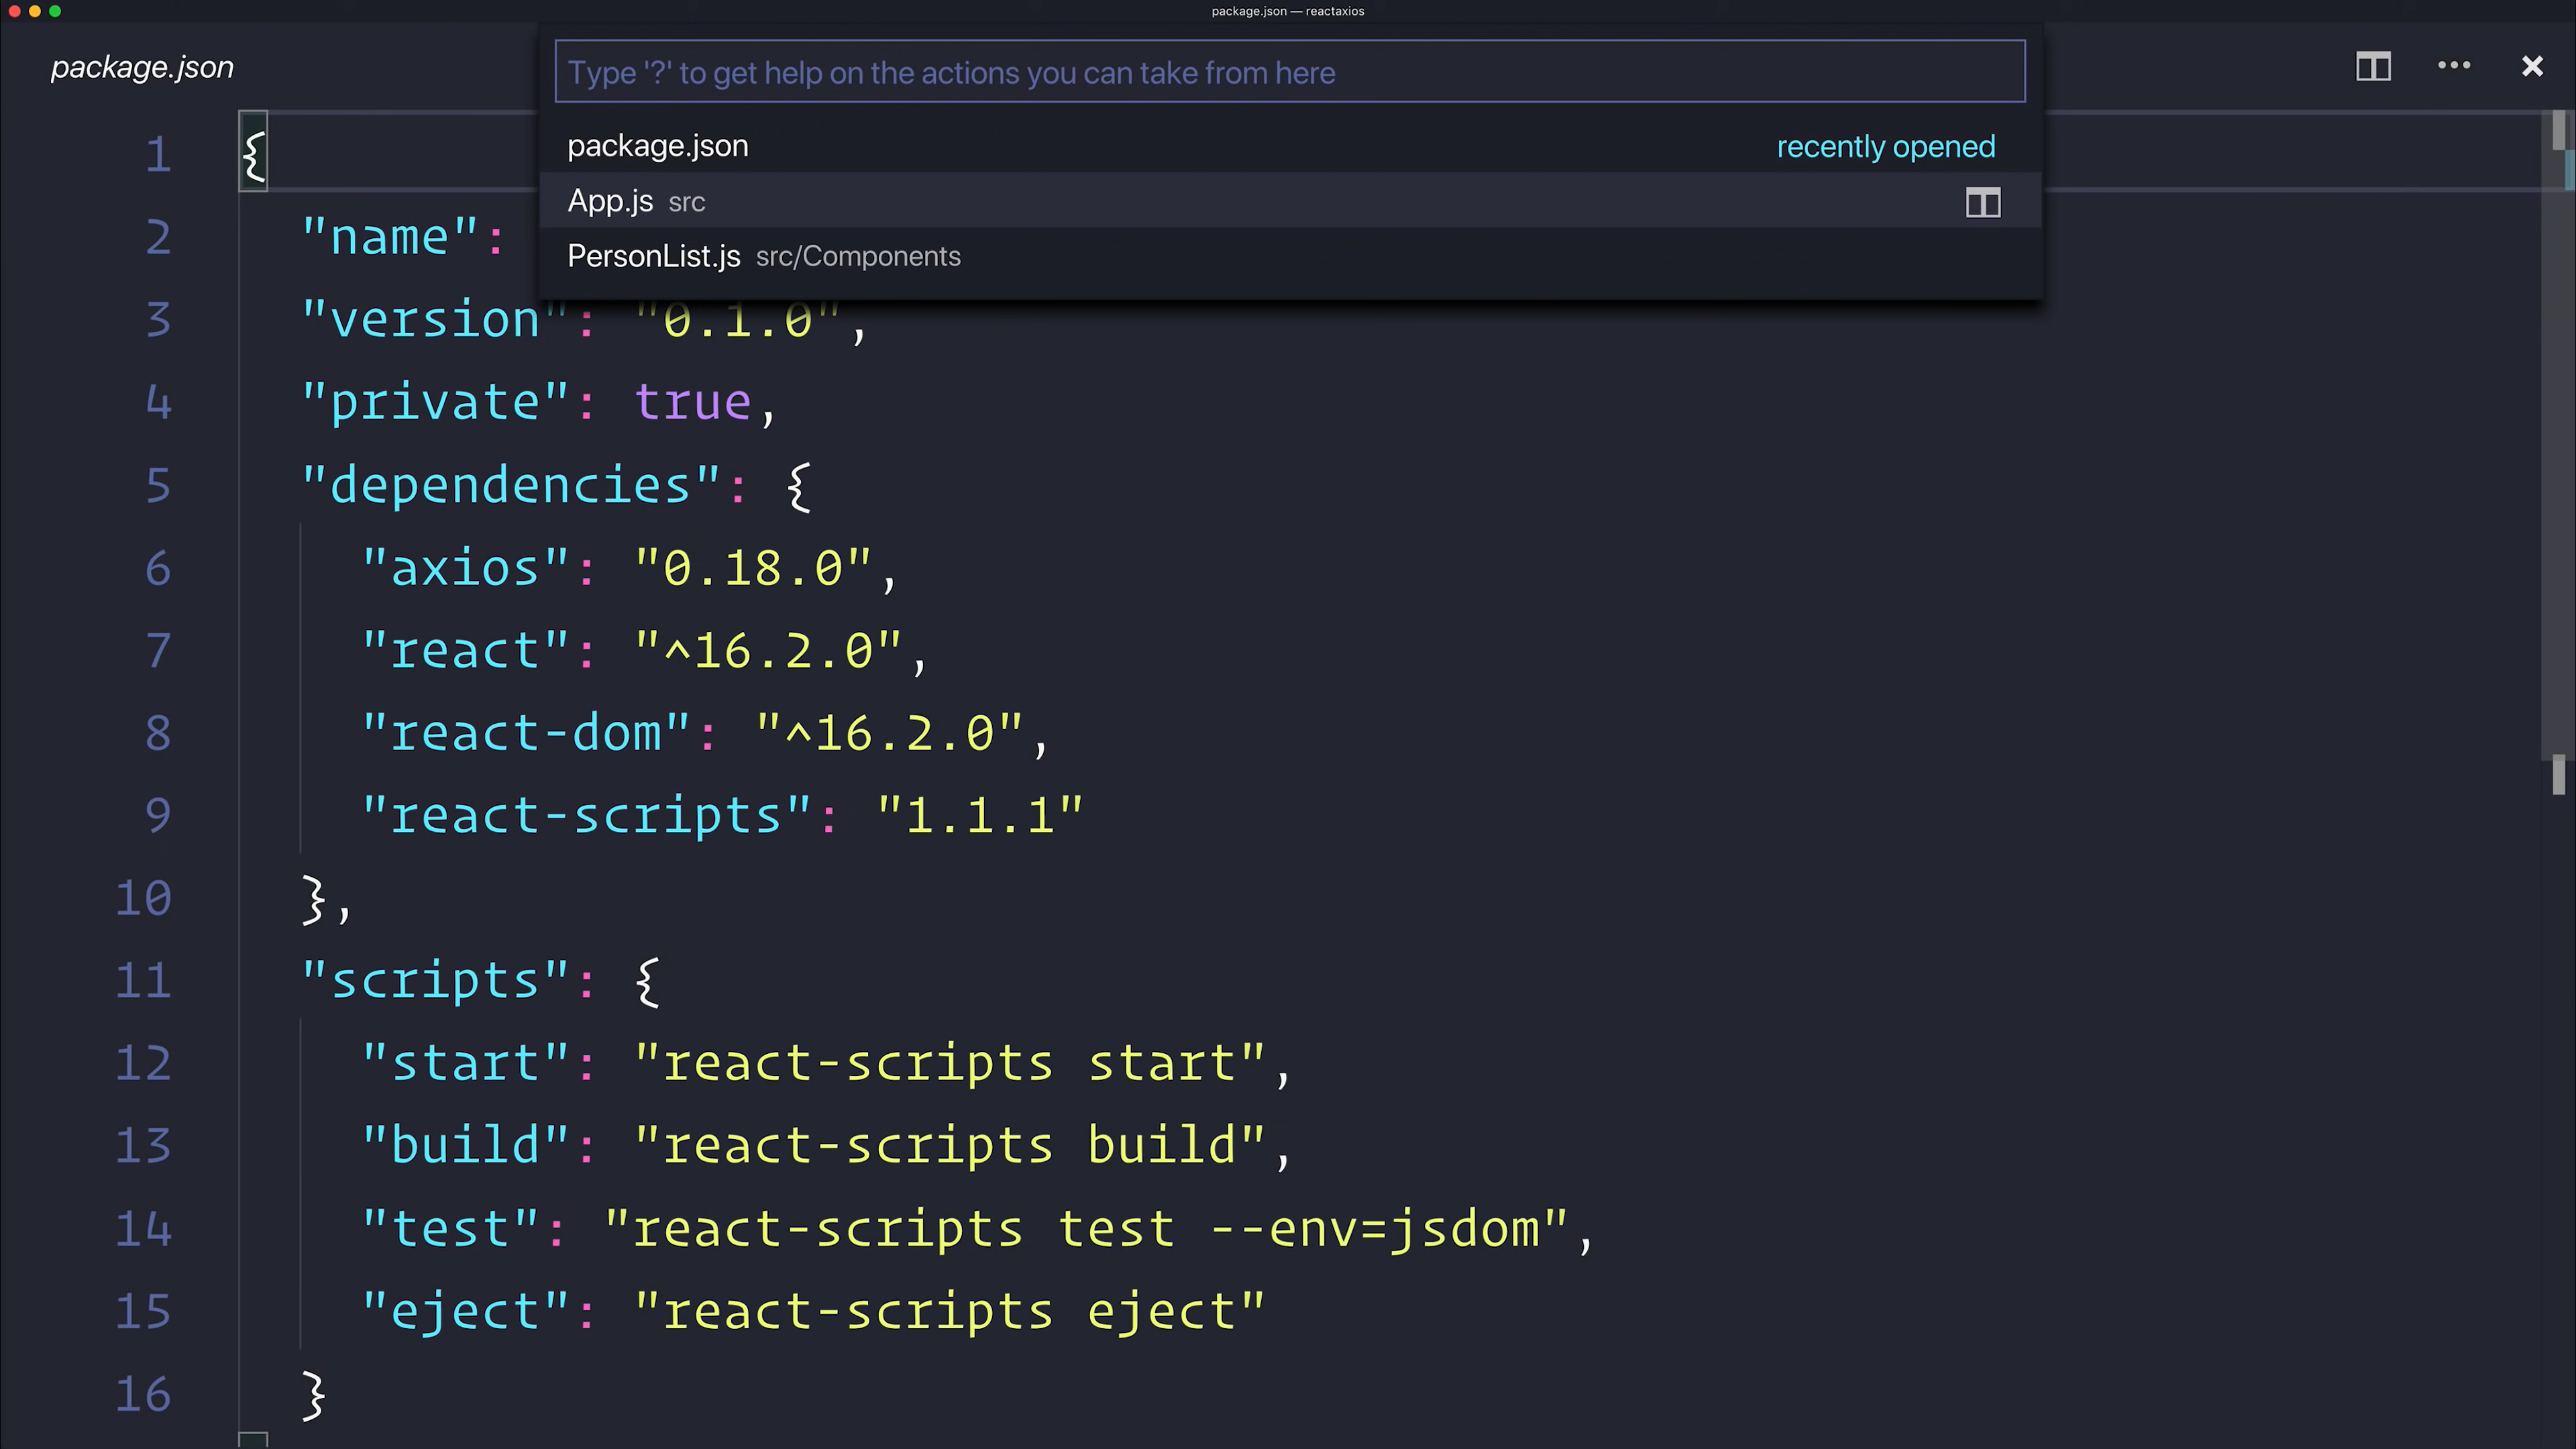 package.json — reactaxios
package.json
Type '?' to get help on the actions you can take from here
package.json recently opened
App.js src
PersonList.js src/Components
1 {
2 "name":
3 "version": "0.1.0",
4 "private": true,
5 "dependencies": {
6 "axios": "0.18.0",
7 "react": "^16.2.0",
8 "react-dom": "^16.2.0",
9 "react-scripts": "1.1.1"
10 },
11 "scripts": {
12 "start": "react-scripts start",
13 "build": "react-scripts build",
14 "test": "react-scripts test --env=jsdom",
15 "eject": "react-scripts eject"
16 }